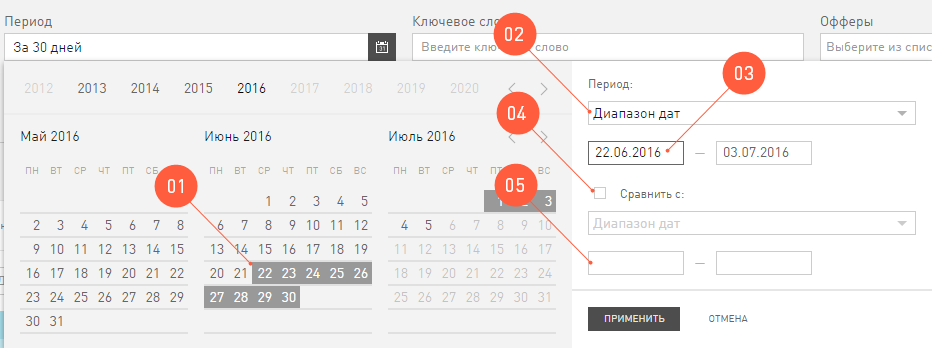 Период
Ключевое сло
Офферы
За 30 дней
31
Введите клю слово
Выберите из спис
2012 2013 2014 2015 2016 2017 2018 2019 2020
Май 2016
Июнь 2016
Июль 2016
ПН ВТ СР ЧТ ПТ СБ
ПН ВТ СР ЧТ ПТ СБ ВС
ПН ВТ СР ЧТ ПТ ВС
1 2 3 4 5
1 2 3
2 3 4 5 6 7 8
6 7 8 9 10 11 12
4 5 6 7 8 9 10
9 10 11 12 13 14 15
13 14 15 16 17 18 19
11 12 13 14 15 16 17
16 17 18 19 20 21 22
20 21 22 23 24 25 26
18 19 20 21 22 23 24
23 24 25 26 27 28 29
27 28 29 30
25 26 27 28 29 30 31
30 31
Период:
Диапазон дат
22.06.2016 — 03.07.2016
Сравнить с:
Диапазон дат
—
ПРИМЕНИТЬ
ОТМЕНА
01
02
03
04
05